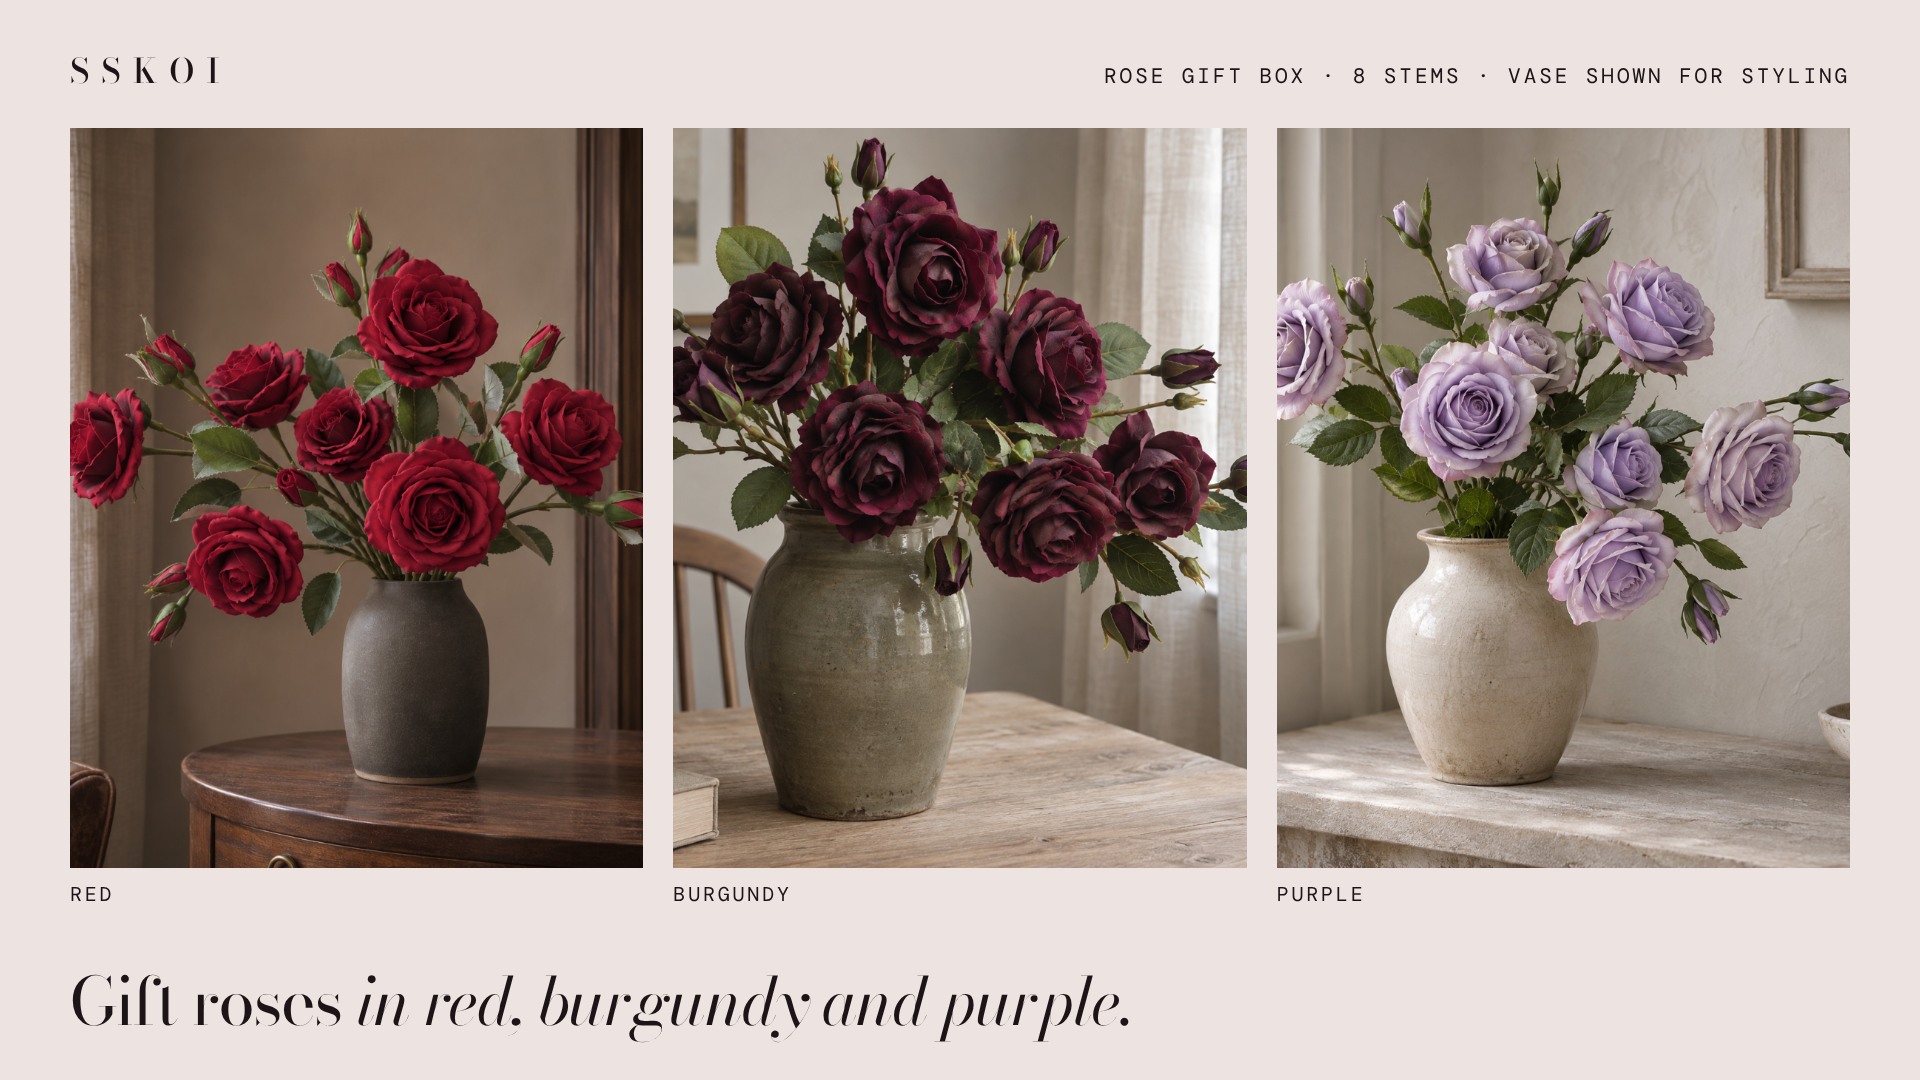 SSKOI
ROSE GIFT BOX · 8 STEMS · VASE SHOWN FOR STYLING
RED
BURGUNDY
PURPLE
Gift roses in red, burgundy and purple.